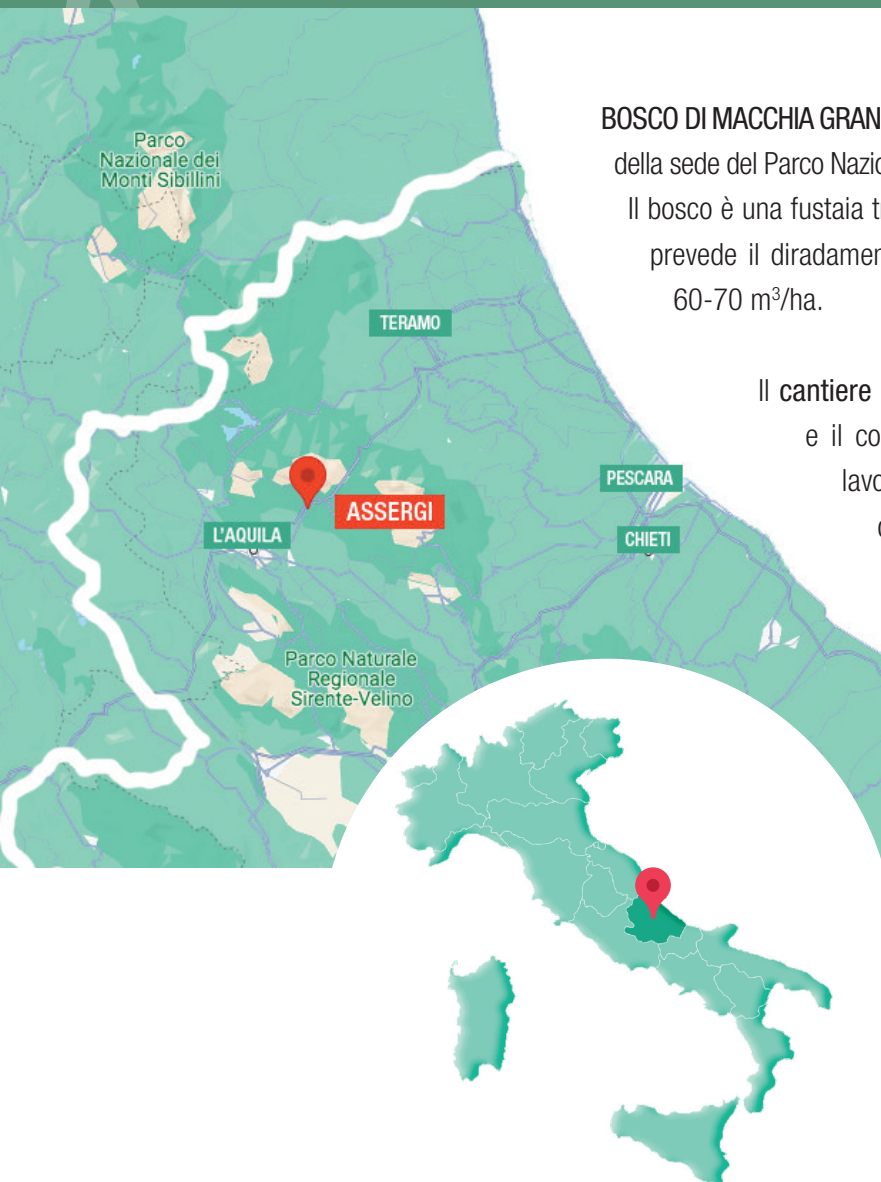 BOSCO DI MACCHIA GRAN
della sede del Parco Nazio
Il bosco è una fustaia t
prevede il diradamen
60-70 m³/ha.
Il cantiere
e il co
lavo
Parco
Nazionale dei
Monti Sibillini
TERAMO
ASSERGI
L'AQUILA
PESCARA
CHIETI
Parco Naturale
Regionale
Sirente-Velino